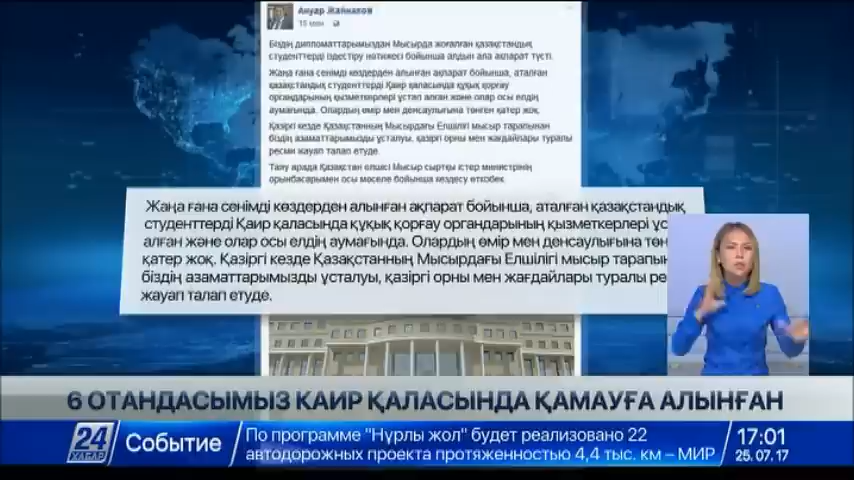 Ануар Жайнаков
15 мин
Біздің дипломаттарымыздан Мысырда жоғалған қазақстандық
студенттерді іздестіру нәтижесі бойынша алдын ала ақпарат түсті.
Жаңа ғана сенімді көздерден алынған ақпарат бойынша, аталған
қазақстандық студенттерді Қаир қаласында құқық қорғау
органдарының қызметкерлері ұстап алған және олар осы елдің
аумағында. Олардың өмір мен денсаулығына төнген қатер жоқ.
Қазіргі кезде Қазақстанның Мысырдағы Елшілігі мысыр тарапынан
біздің азаматтарымызды ұсталуы, қазіргі орны мен жағдайлары туралы
ресми жауап талап етуде.
Таяу арада Қазақстан елшісі Мысыр сыртқы істер министрінің
орынбасарымен осы мәселе бойынша кездесу өткізбек.
Жаңа ғана сенімді көздерден алынған ақпарат бойынша, аталған қазақстандық
студенттерді Қаир қаласында құқық қорғау органдарының қызметкерлері ұс
алған және олар осы елдің аумағында. Олардың өмір мен денсаулығына төн
қатер жоқ. Қазіргі кезде Қазақстанның Мысырдағы Елшілігі мысыр тарапын
біздің азаматтарымызды ұсталуы, қазіргі орны мен жағдайлары туралы ре
жауап талап етуде.
6 ОТАНДАСЫМЫЗ КАИР ҚАЛАСЫНДА ҚАМАУҒА АЛЫНҒАН
24
ХАБАР
Событие
По программе "Нұрлы жол" будет реализовано 22
автодорожных проекта протяженностью 4,4 тыс. км – МИР
17:01
25.07.17